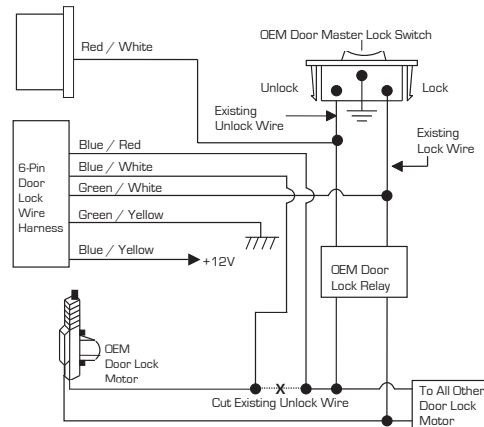 OEM Door Master Lock Switch
Red / White
Unlock
Lock
Existing
Unlock Wire
Existing
Lock Wire
6-Pin
Door
Lock
Wire
Harness
Blue / Red
Blue / White
Green / White
Green / Yellow
Blue / Yellow
+12V
OEM Door
Lock Relay
OEM
Door Lock
Motor
X
Cut Existing Unlock Wire
To All Other
Door Lock
Motor